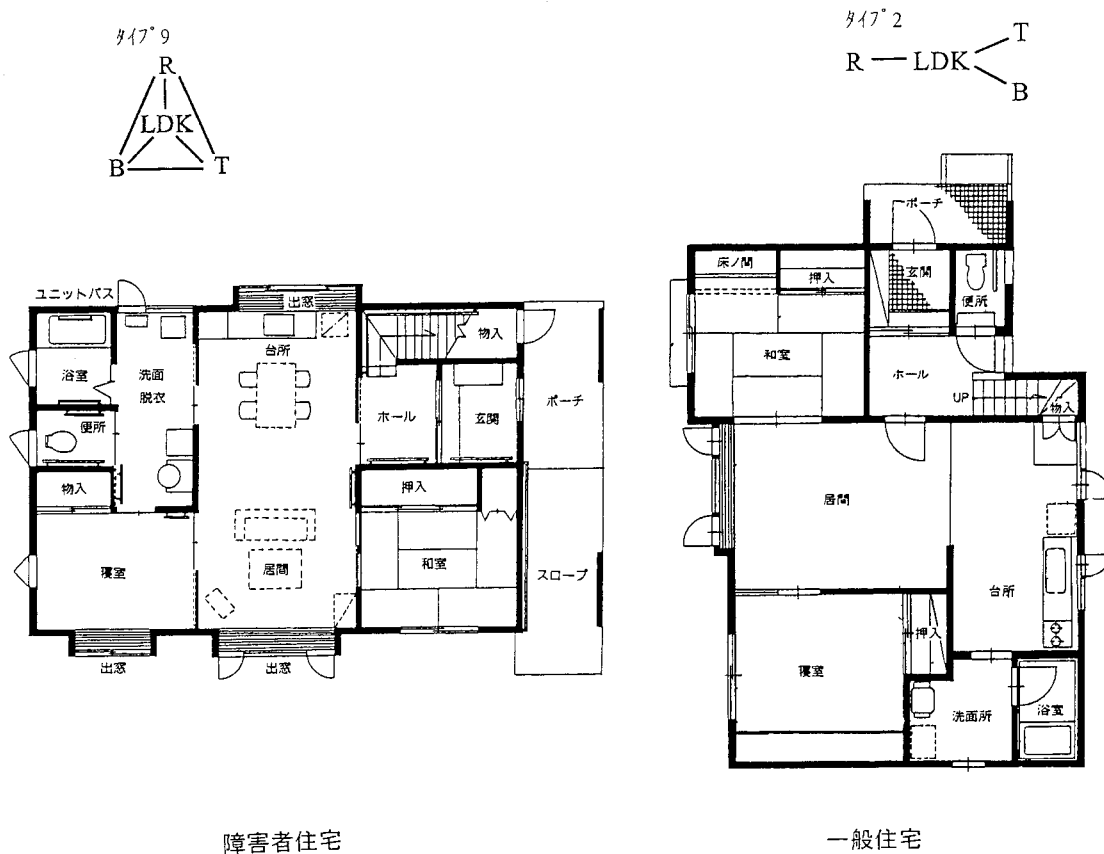 ﾀｲﾌﾟ9
R
LDK
B
T
ﾀｲﾌﾟ2
R
LDK
T
B
ユニットバス
出窓
浴室
洗面
脱衣
台所
物入
便所
ホール
玄関
ポーチ
物入
押入
寝室
居間
和室
スロープ
出窓
出窓
障害者住宅
ポーチ
床ノ間
押入
玄関
便所
和室
ホール
UP
物入
居間
台所
押入
寝室
洗面所
浴室
一般住宅